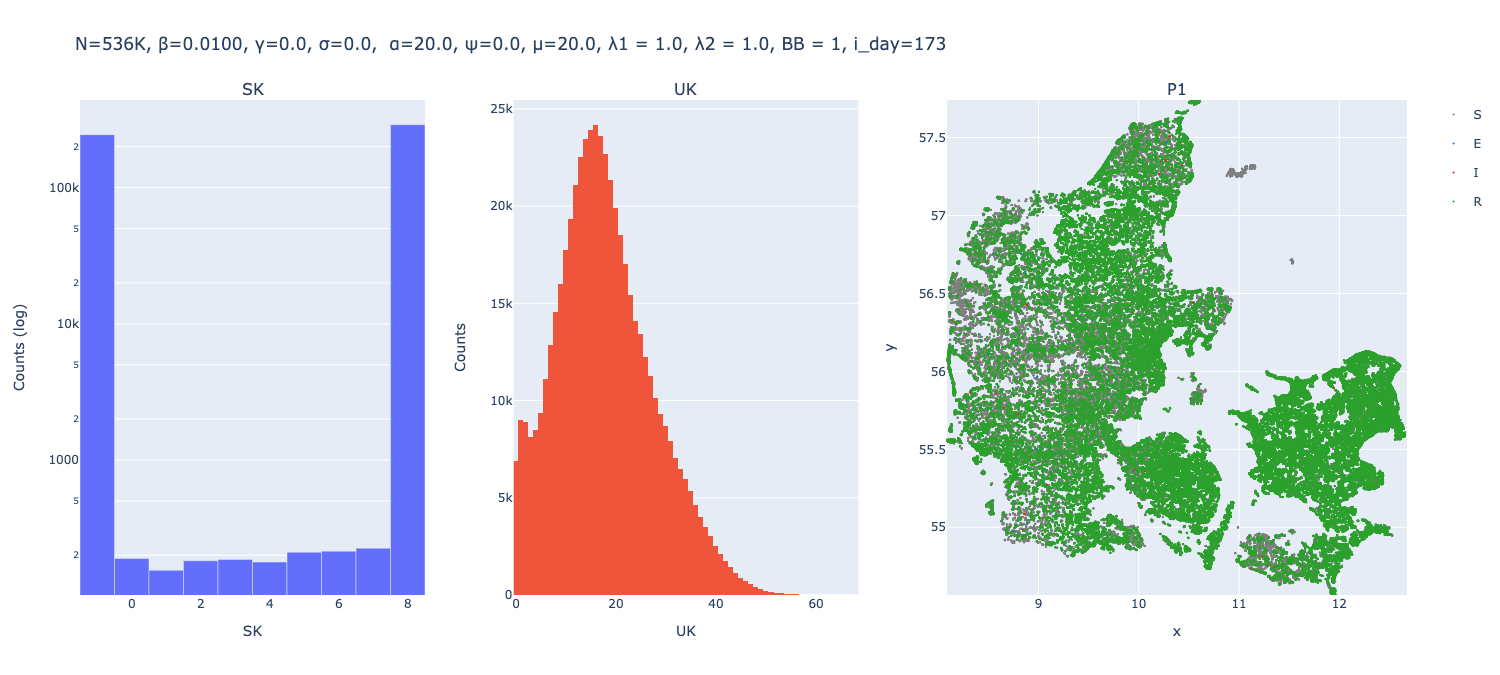 N=536K, β=0.0100, γ=0.0, σ=0.0,  α=20.0, ψ=0.0, μ=20.0, λ1 = 1.0, λ2 = 1.0, BB = 1, i_day=173
SK
2
100k
5
2
10k
5
2
1000
5
2
0
2
4
6
8
SK
Counts (log)
UK
25k
20k
15k
10k
5k
0
0
20
40
60
UK
Counts
P1
57.5
57
56.5
56
55.5
55
9
10
11
12
x
y
S
E
I
R